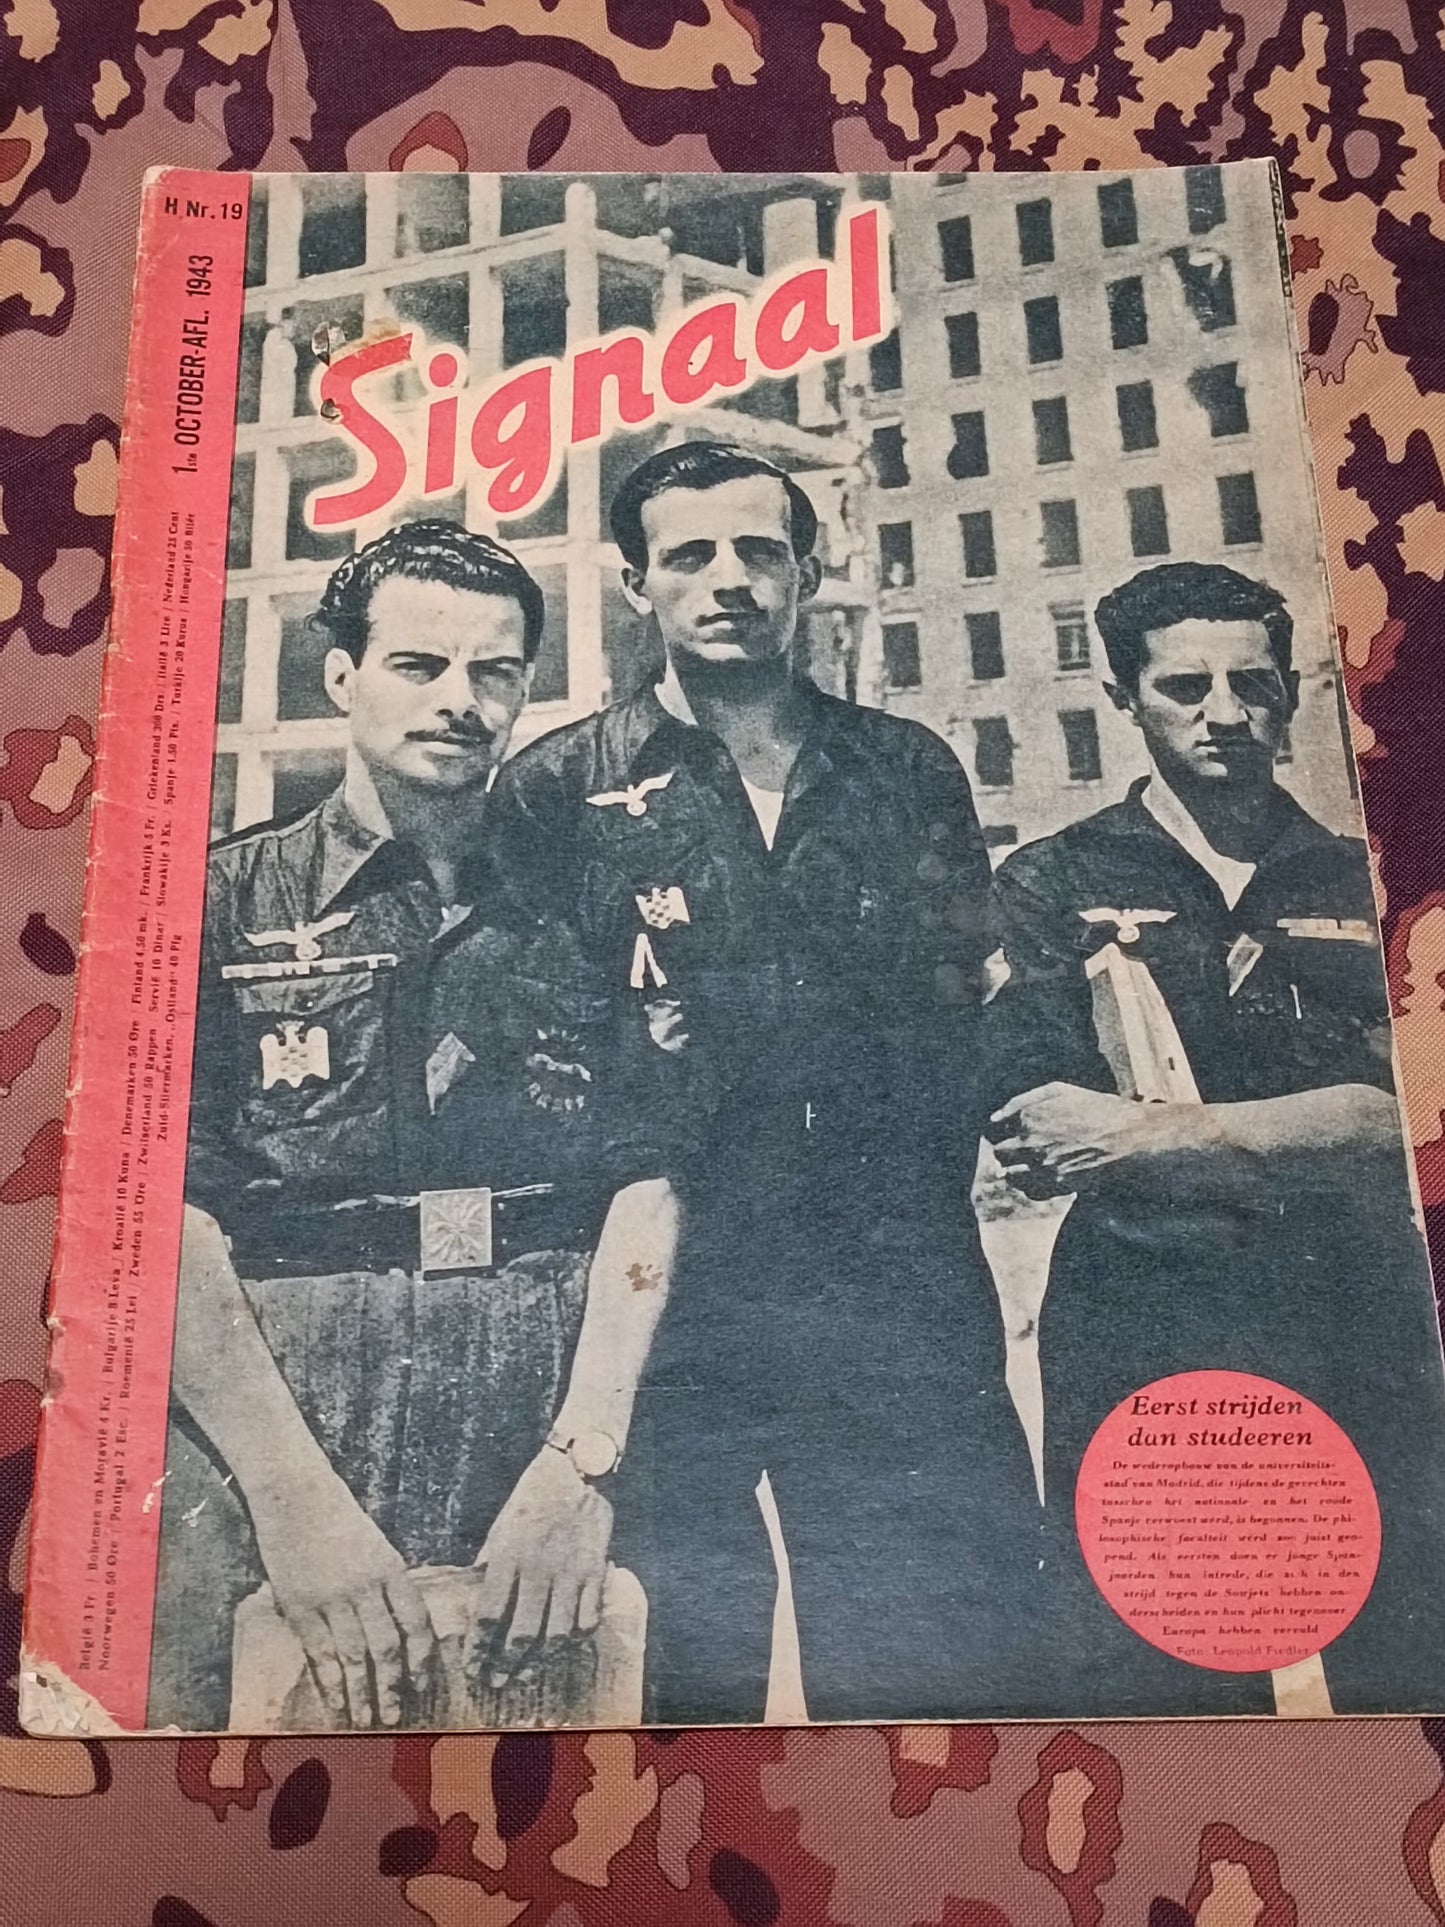 H Nr. 19
1ste OCTOBER-AFL. 1943
Signaal
België 3 Fr. / Bohemen en Moravië 4 Kr. / Bulgarije 8 Leva / Kroatië 10 Kuna / Denemarken 50 Øre / Finland 4.50 mk. / Frankrijk 5 Fr. / Griekenland 300 Drs. / Italië 3 Lire / Nederland 25 Cent
Noorwegen 50 Øre / Portugal 2 Esc. / Roemenië 25 Lei / Zweden 55 Øre / Zwitserland 50 Rappen / Servië 10 Dinar / Slowakije 3 Ks. / Spanje 1.50 Pts. / Turkije 20 Kurus / Hongarije 50 fillér
Zuid-Stiermarken, „Ostland“ 40 Pfg
Eerst strijden
dan studeeren
De wederopbouw van de universiteits-
stad van Madrid, die tijdens de gevechten
tusschen het nationale en het roode
Spanje verwoest werd, is begonnen. De phi-
losophische faculteit werd zoo juist geo-
pend. Als eersten doen er jonge Span-
jaarden hun intrede, die zich in den
strijd tegen de Sowjets hebben on-
derscheiden en hun plicht tegenover
Europa hebben vervuld
Foto: Leopold Fiedler